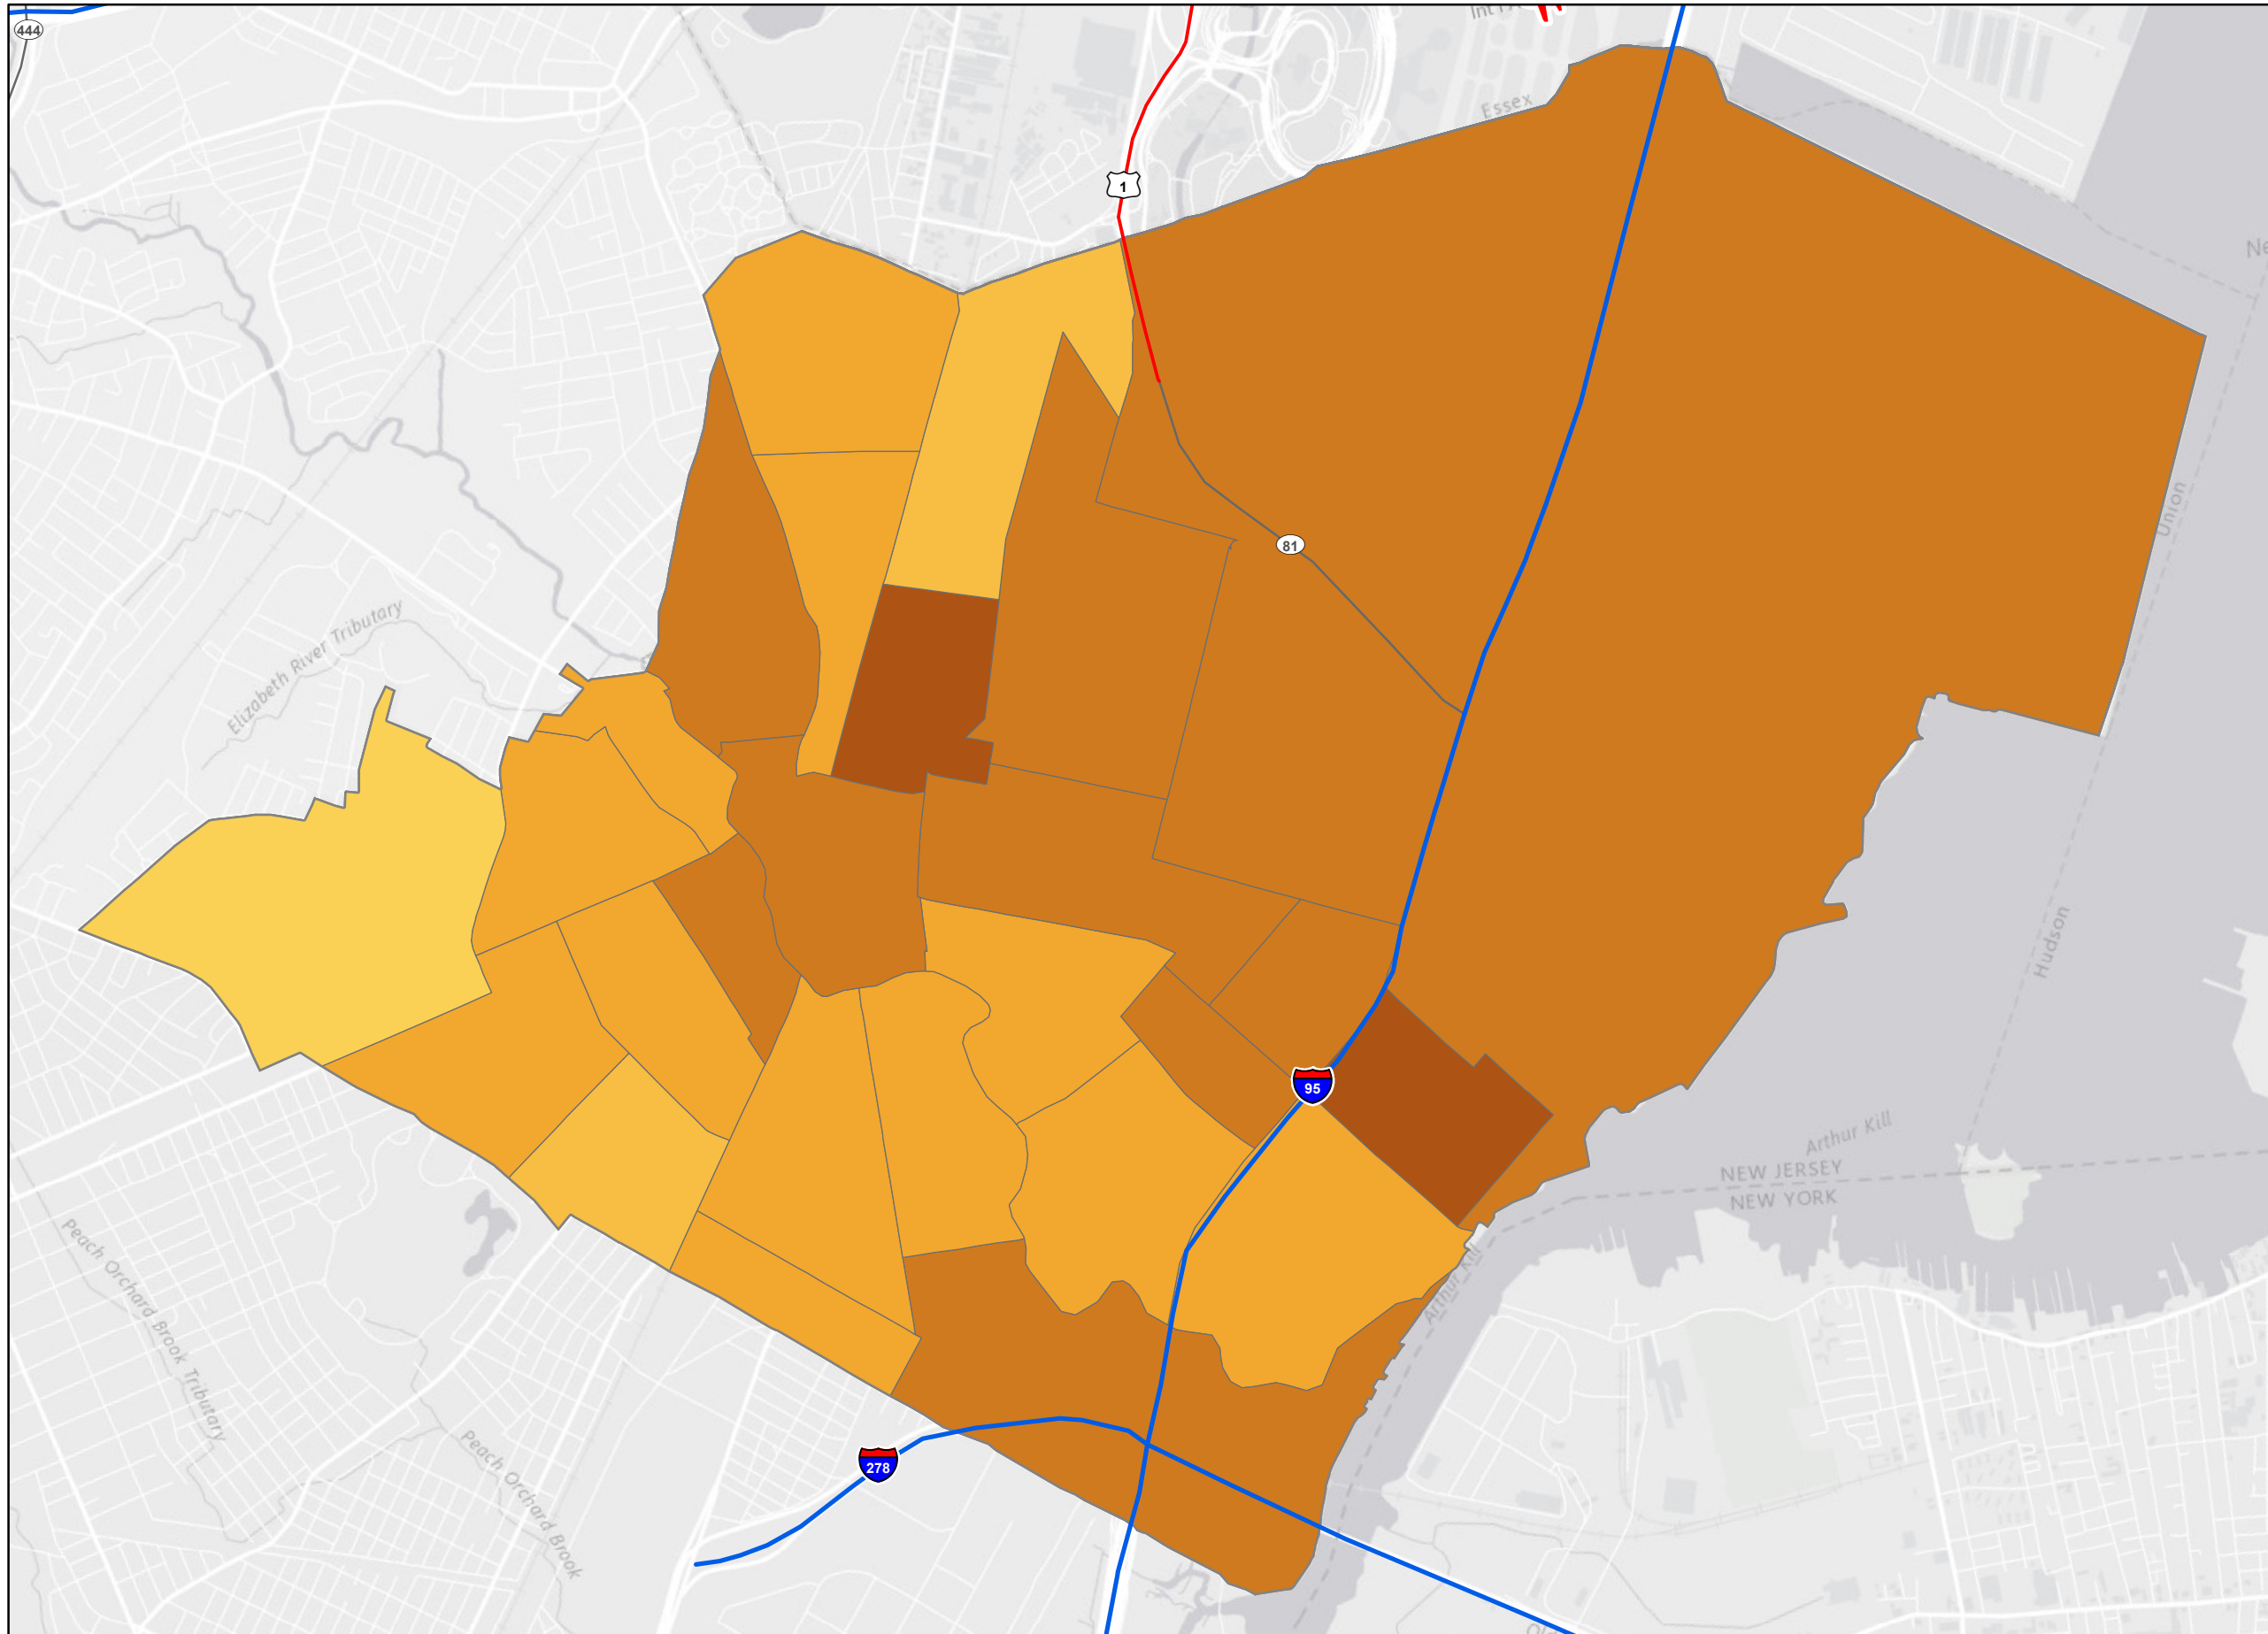 444
Int'l
Essex
1
81
Union
Elizabeth River Tributary
Hudson
95
Arthur Kill
NEW JERSEY
NEW YORK
Arthur Kill
Peach Orchard Brook Tributary
Peach Orchard Brook
278